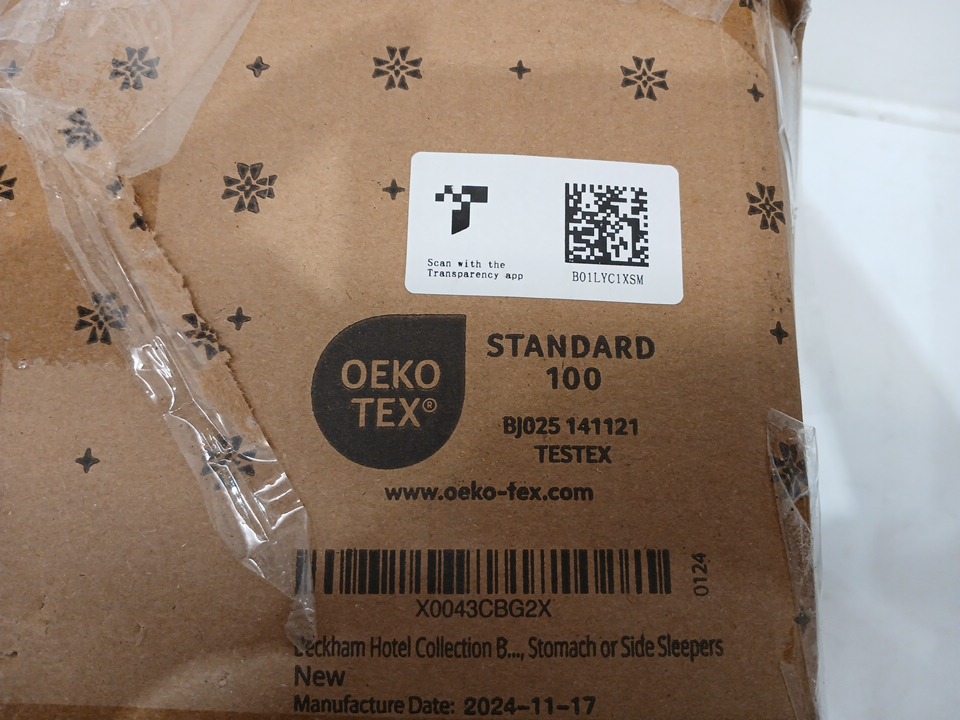 Scan with the
Transparency app
B01LYC1XSM
OEKO
TEX®
STANDARD
100
BJ025 141121
TESTEX
www.oeko-tex.com
0124
X0043CBG2X
Beckham Hotel Collection B..., Stomach or Side Sleepers
New
Manufacture Date: 2024-11-17